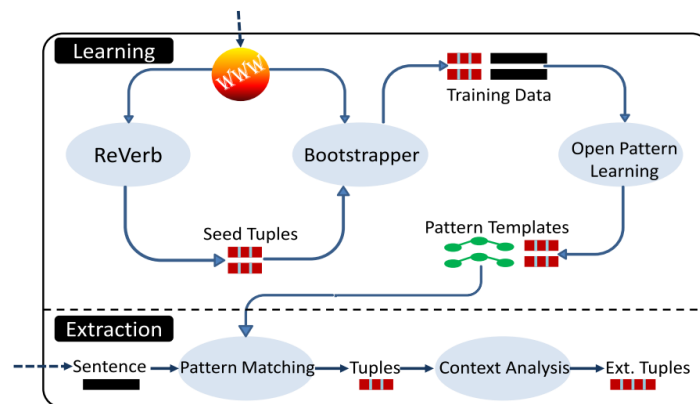 Learning
WWW
Training Data
ReVerb
Bootstrapper
Open Pattern
Learning
Seed Tuples
Pattern Templates
Extraction
Sentence
Pattern Matching
Tuples
Context Analysis
Ext. Tuples